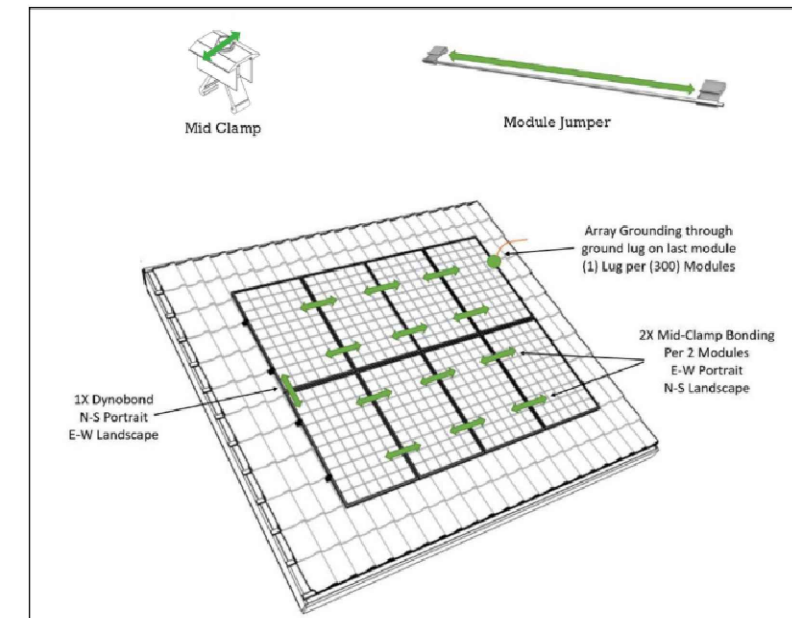 Mid Clamp
Module Jumper
Array Grounding through
ground lug on last module
(1) Lug per (300) Modules
2X Mid-Clamp Bonding
Per 2 Modules
E-W Portrait
N-S Landscape
1X Dynobond
N-S Portrait
E-W Landscape